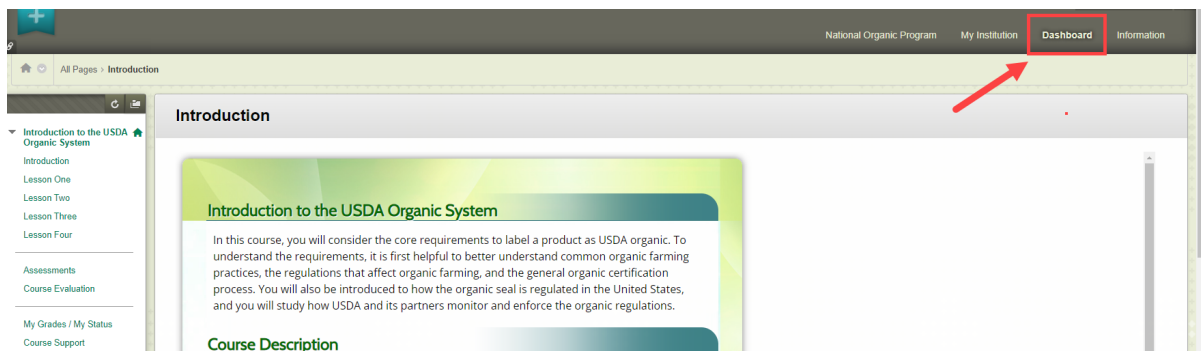 National Organic Program
My Institution
Dashboard
Information
All Pages > Introduction
Introduction to the USDA
Organic System
Introduction
Lesson One
Lesson Two
Lesson Three
Lesson Four
Assessments
Course Evaluation
My Grades / My Status
Course Support
Introduction
Introduction to the USDA Organic System
In this course, you will consider the core requirements to label a product as USDA organic. To
understand the requirements, it is first helpful to better understand common organic farming
practices, the regulations that affect organic farming, and the general organic certification
process. You will also be introduced to how the organic seal is regulated in the United States,
and you will study how USDA and its partners monitor and enforce the organic regulations.
Course Description